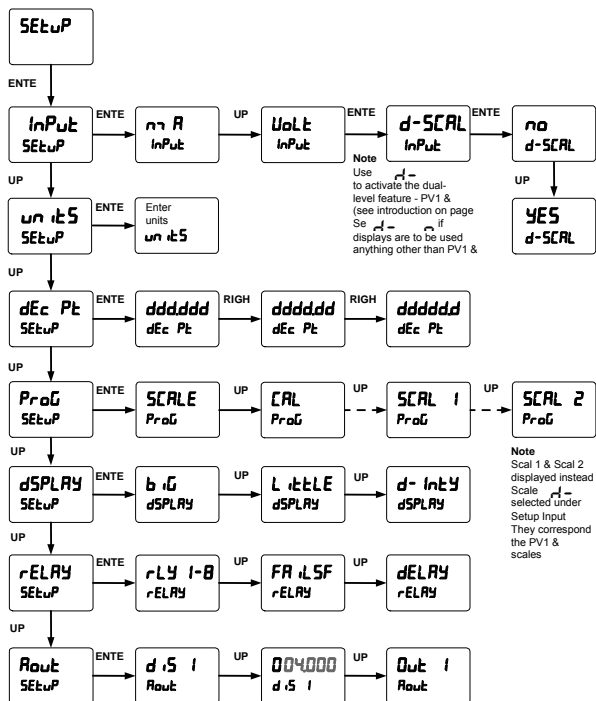 SEtuP
ENTE
InPut ENTE mA UP VoLt ENTE d-SCAL ENTE no
SEtuP InPut InPut InPut d-SCAL
Note
Use d-
to activate the dual-
level feature - PV1 &
(see introduction on page
Se d- if
displays are to be used
anything other than PV1 &
UP
YES
d-SCAL
UP
unitS ENTE Enter
SEtuP units
unitS
UP
dEc Pt ENTE ddd.ddd RIGH dddd.dd RIGH ddddd.d
SEtuP dEc Pt dEc Pt dEc Pt
UP
ProG ENTE SCALE UP CAL UP SCAL 1 UP SCAL 2
SEtuP ProG ProG ProG ProG
Note
Scal 1 & Scal 2
displayed instead
Scale d-
selected under
Setup Input
They correspond
the PV1 &
scales
UP
dSPLAY ENTE biG UP LittLE UP d-IntY
SEtuP dSPLAY dSPLAY dSPLAY
UP
rELAY ENTE rLY 1-8 UP FAiLSF UP dELAY
SEtuP rELAY rELAY rELAY
UP
Aout ENTE diS 1 UP 004.000 UP Out 1
SEtuP Aout diS 1 Aout